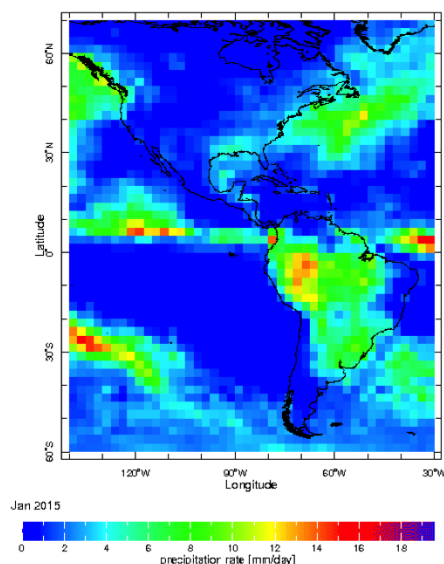 60°N
30°N
0°
30°S
60°S
Latitude
120°W 90°W 60°W 30°W
Longitude
Jan 2015
0 2 4 6 8 10 12 14 16 18
precipitation rate [mm/day]